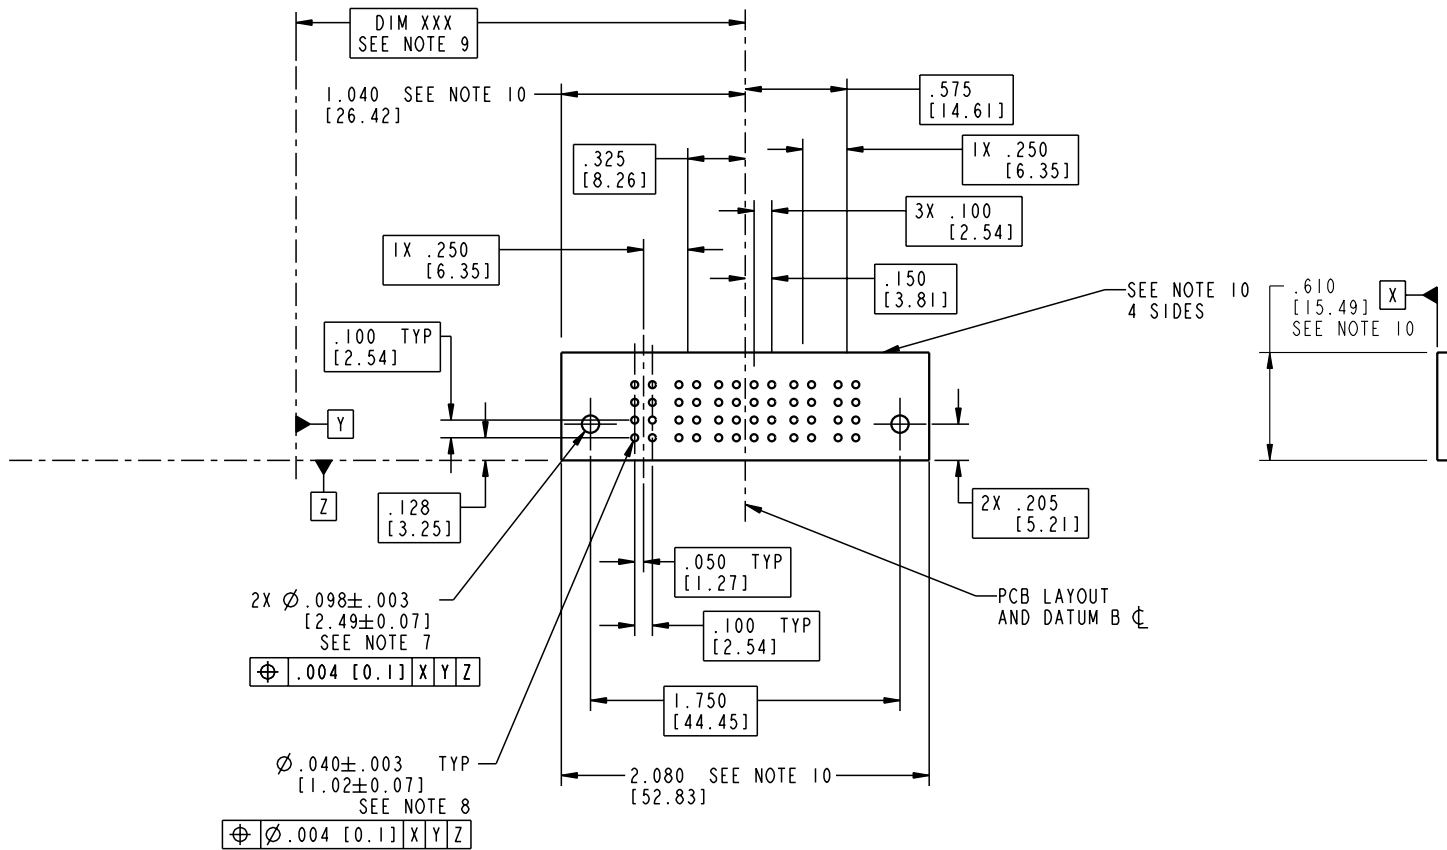 DIM XXX
SEE NOTE 9
1.040 SEE NOTE 10
[26.42]
.575
[14.61]
1X .250
[6.35]
.325
[8.26]
3X .100
[2.54]
1X .250
[6.35]
.150
[3.81]
SEE NOTE 10
4 SIDES
.610
[15.49]
SEE NOTE 10
X
.100 TYP
[2.54]
Y
Z
.128
[3.25]
2X .205
[5.21]
.050 TYP
[1.27]
2X Ø.098±.003
[2.49±0.07]
SEE NOTE 7
⌖ .004 [0.1] X Y Z
PCB LAYOUT
AND DATUM B ℄
.100 TYP
[2.54]
1.750
[44.45]
Ø.040±.003 TYP
[1.02±0.07]
SEE NOTE 8
⌖ Ø.004 [0.1] X Y Z
2.080 SEE NOTE 10
[52.83]